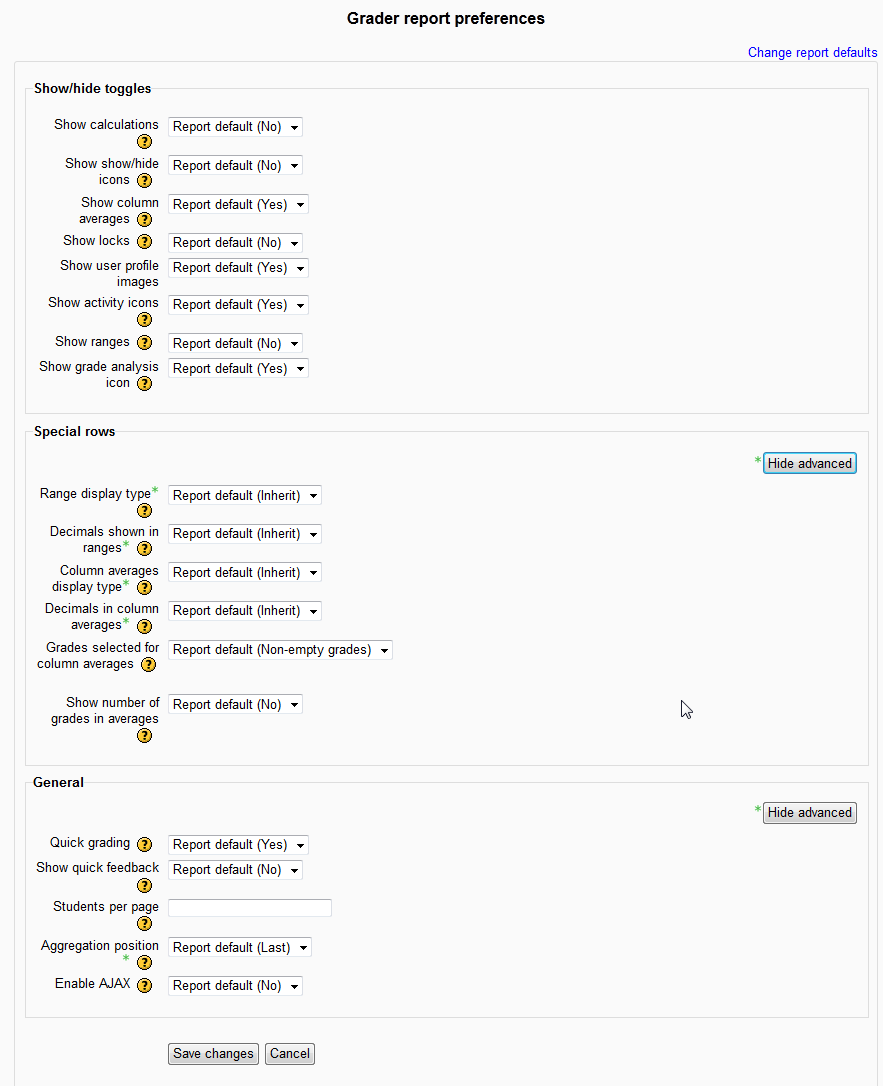 Grader report preferences
Change report defaults
Show/hide toggles
Show calculations
?
Report default (No)
Show show/hide
icons ?
Report default (No)
Show column
averages ?
Report default (Yes)
Show locks ?
Report default (No)
Show user profile
images
Report default (Yes)
Show activity icons
?
Report default (Yes)
Show ranges ?
Report default (No)
Show grade analysis
icon ?
Report default (Yes)
Special rows
* Hide advanced
Range display type*
?
Report default (Inherit)
Decimals shown in
ranges* ?
Report default (Inherit)
Column averages
display type* ?
Report default (Inherit)
Decimals in column
averages* ?
Report default (Inherit)
Grades selected for
column averages ?
Report default (Non-empty grades)
Show number of
grades in averages
?
Report default (No)
General
* Hide advanced
Quick grading ?
Report default (Yes)
Show quick feedback
?
Report default (No)
Students per page
?
Aggregation position
* ?
Report default (Last)
Enable AJAX ?
Report default (No)
Save changes Cancel